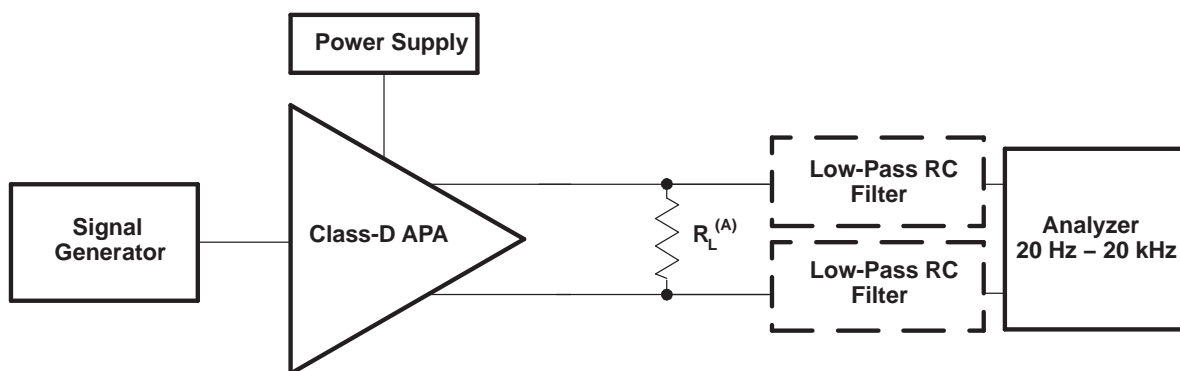 Power Supply
Signal
Generator
Class-D APA
R_L^(A)
Low-Pass RC
Filter
Low-Pass RC
Filter
Analyzer
20 Hz – 20 kHz